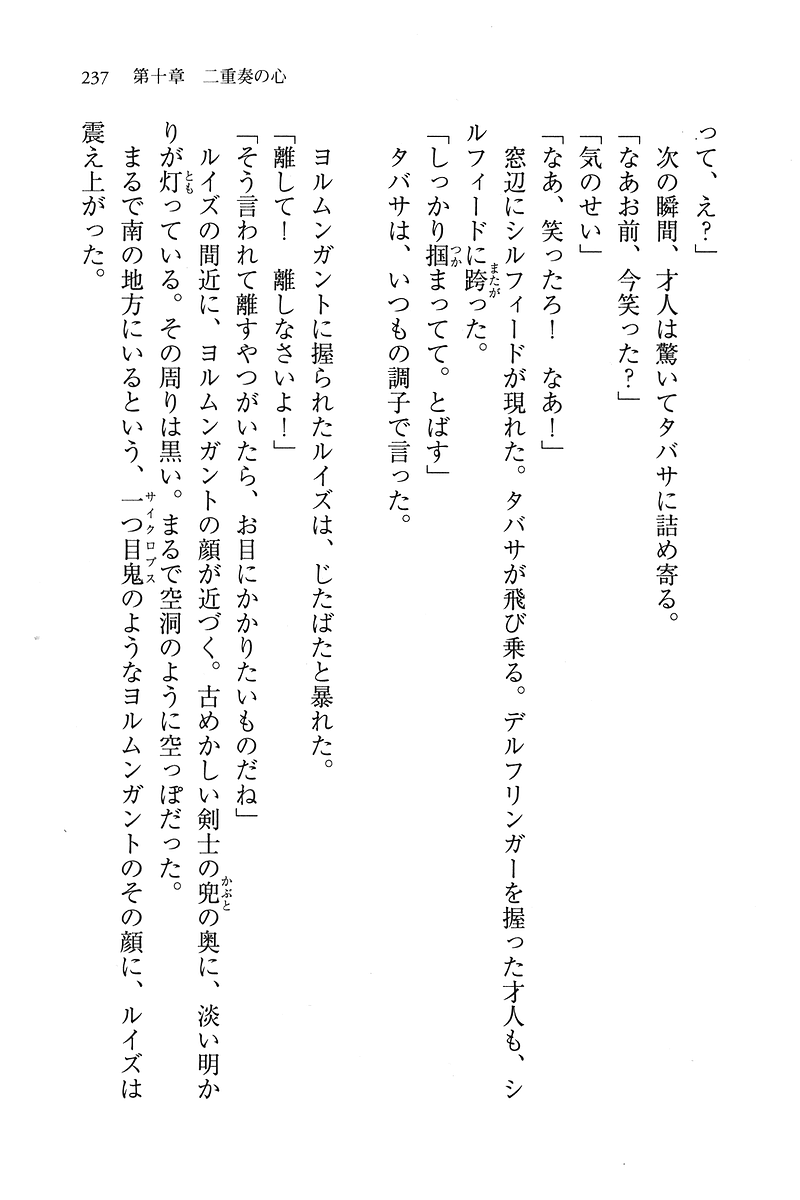 237　第十章　二重奏の心
って、え？」
　次の瞬間、才人は驚いてタバサに詰め寄る。
「なあお前、今笑った？」
「気のせい」
「なあ、笑ったろ！　なあ！」
　窓辺にシルフィードが現れた。タバサが飛び乗る。デルフリンガーを握った才人も、シ
ルフィードに跨った。
「しっかり掴まってて。とばす」
　タバサは、いつもの調子で言った。
　ヨルムンガントに握られたルイズは、じたばたと暴れた。
「離して！　離しなさいよ！」
「そう言われて離すやつがいたら、お目にかかりたいものだね」
　ルイズの間近に、ヨルムンガントの顔が近づく。古めかしい剣士の兜の奥に、淡い明か
りが灯っている。その周りは黒い。まるで空洞のように空っぽだった。
　まるで南の地方にいるという、一つ目鬼のようなヨルムンガントのその顔に、ルイズは
震え上がった。